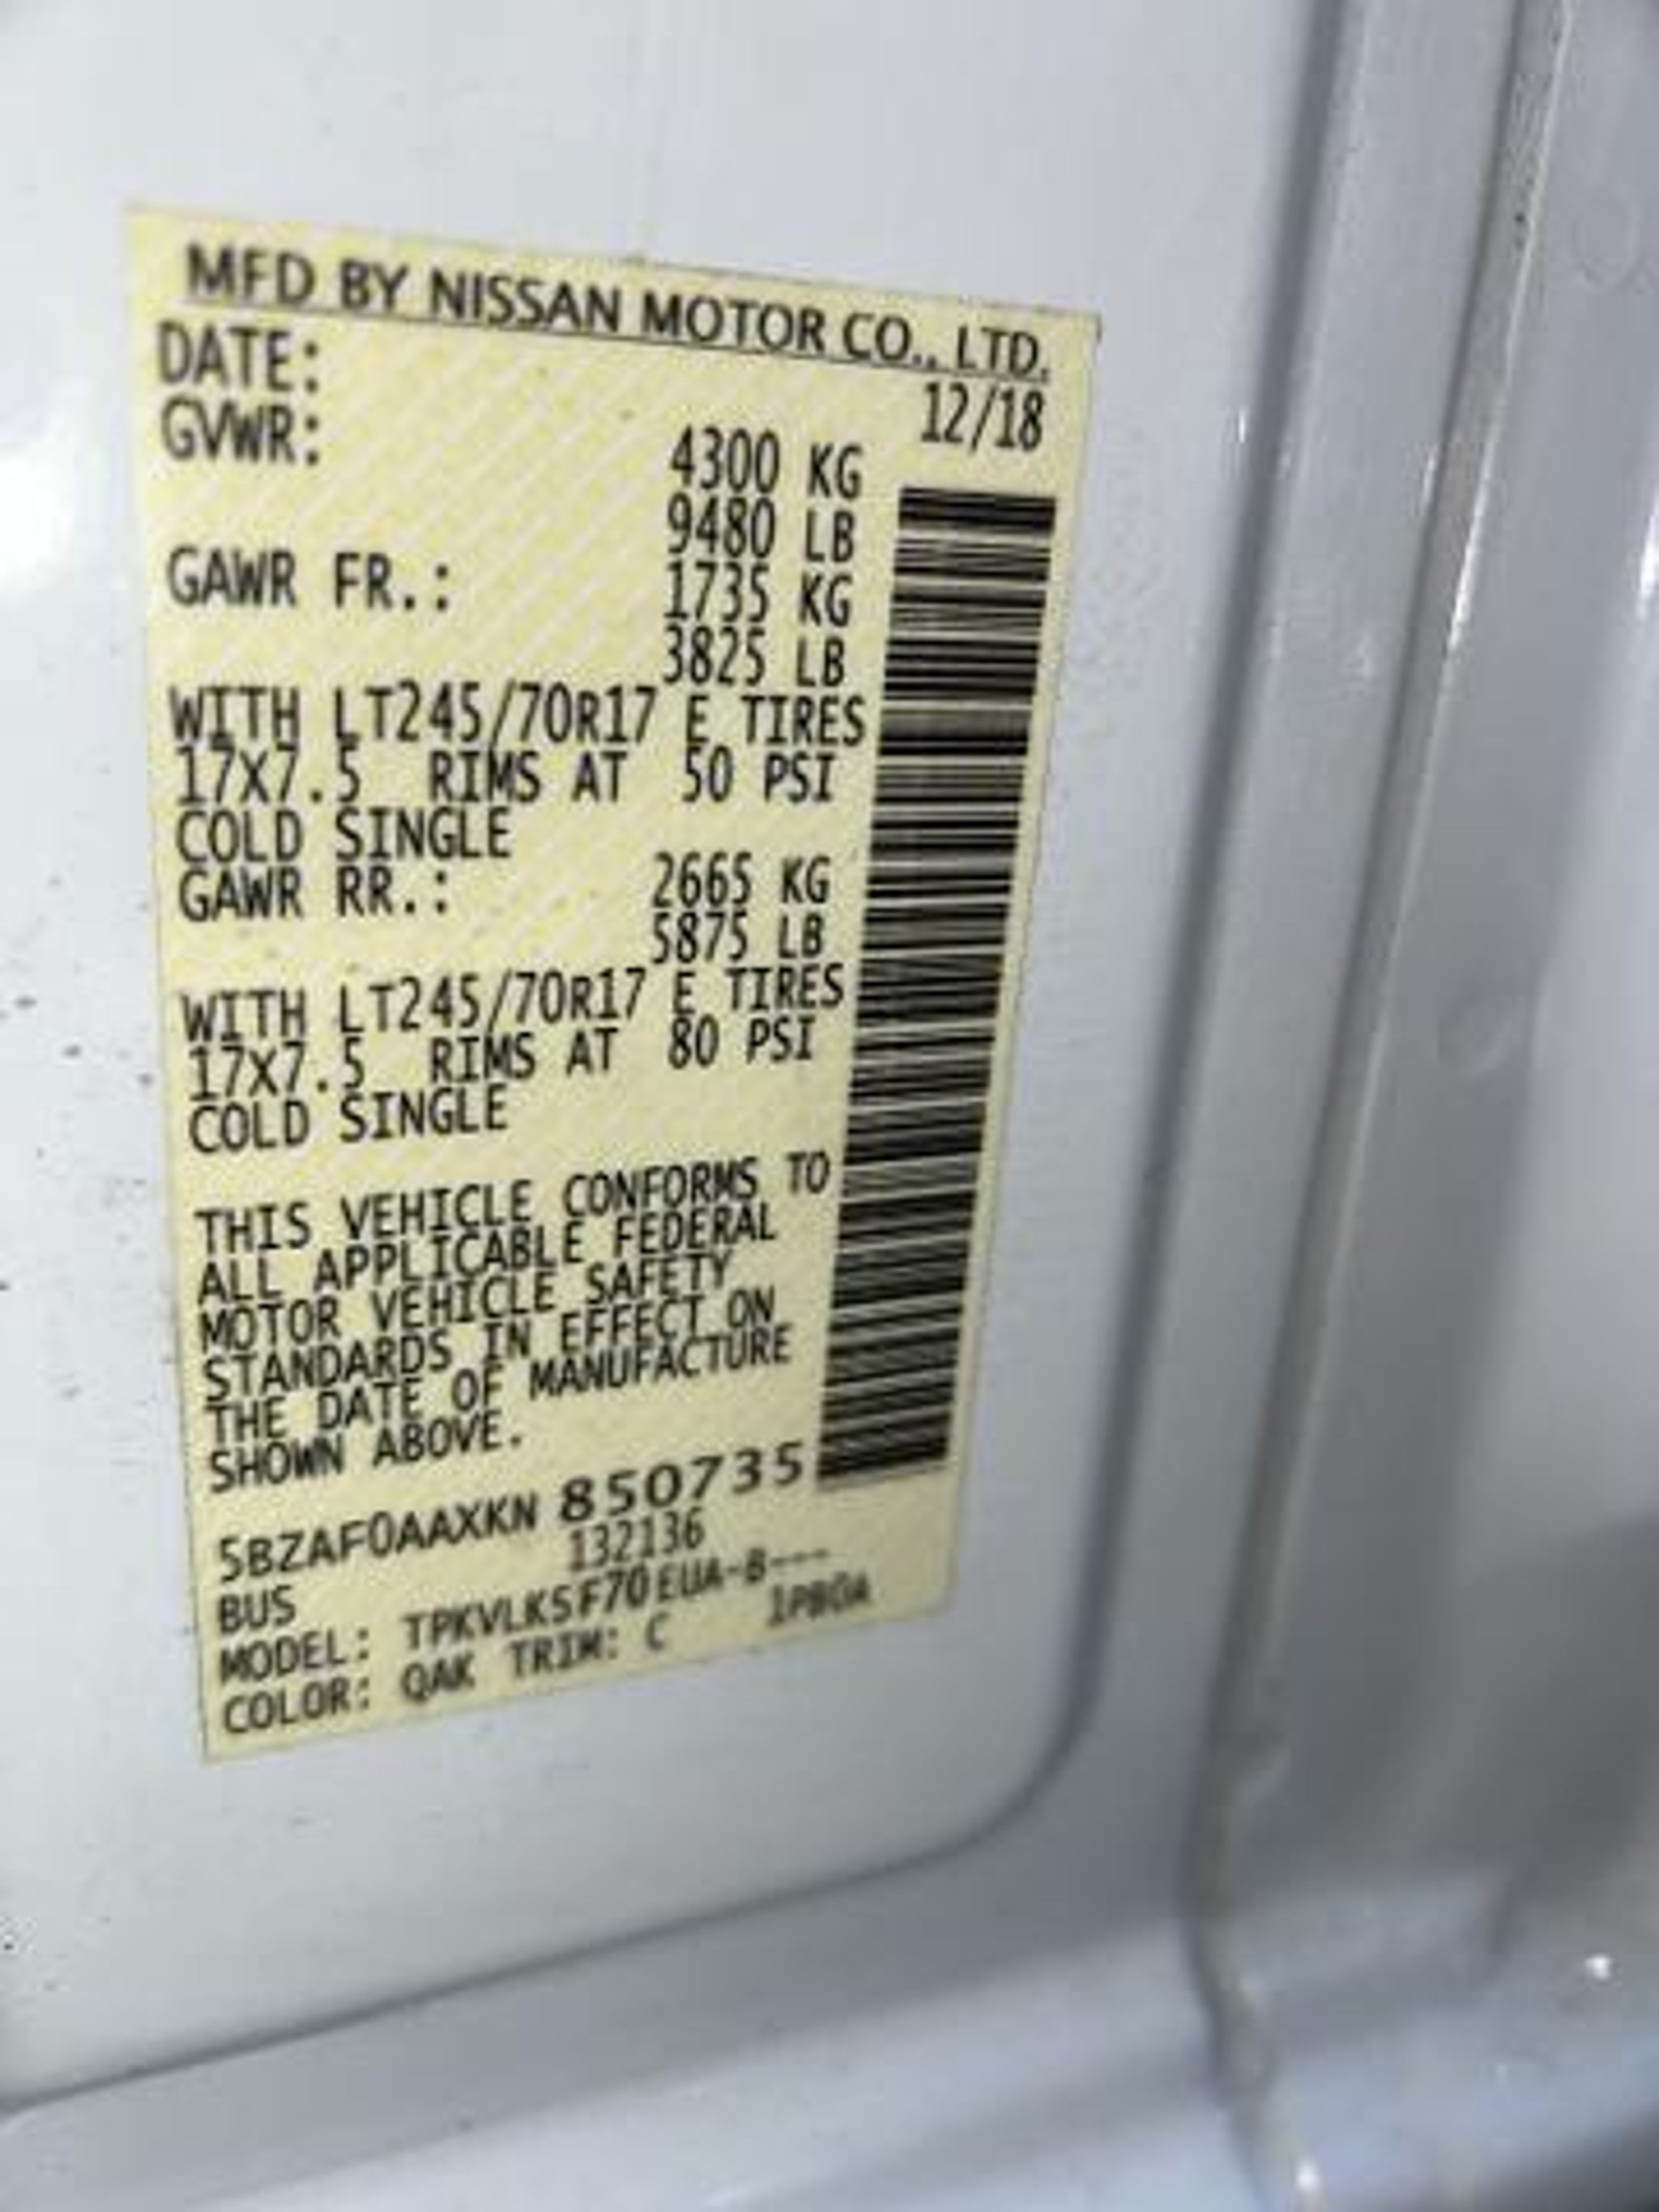 MFD BY NISSAN MOTOR CO., LTD.
DATE: 12/18
GVWR: 4300 KG
9480 LB
GAWR FR.: 1735 KG
3825 LB
WITH LT245/70R17 E TIRES
17X7.5 RIMS AT 50 PSI
COLD SINGLE
GAWR RR.: 2665 KG
5875 LB
WITH LT245/70R17 E TIRES
17X7.5 RIMS AT 80 PSI
COLD SINGLE
THIS VEHICLE CONFORMS TO
ALL APPLICABLE FEDERAL
MOTOR VEHICLE SAFETY
STANDARDS IN EFFECT ON
THE DATE OF MANUFACTURE
SHOWN ABOVE.
5BZAF0AAXKN 850735
BUS 132136
MODEL: TPKVLKSF70EUA-B---
COLOR: QAK TRIM: C 1PBOA